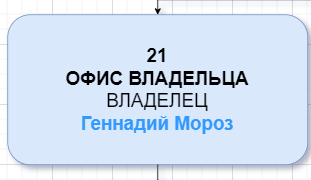 21
ОФИС ВЛАДЕЛЬЦА
ВЛАДЕЛЕЦ
Геннадий Мороз